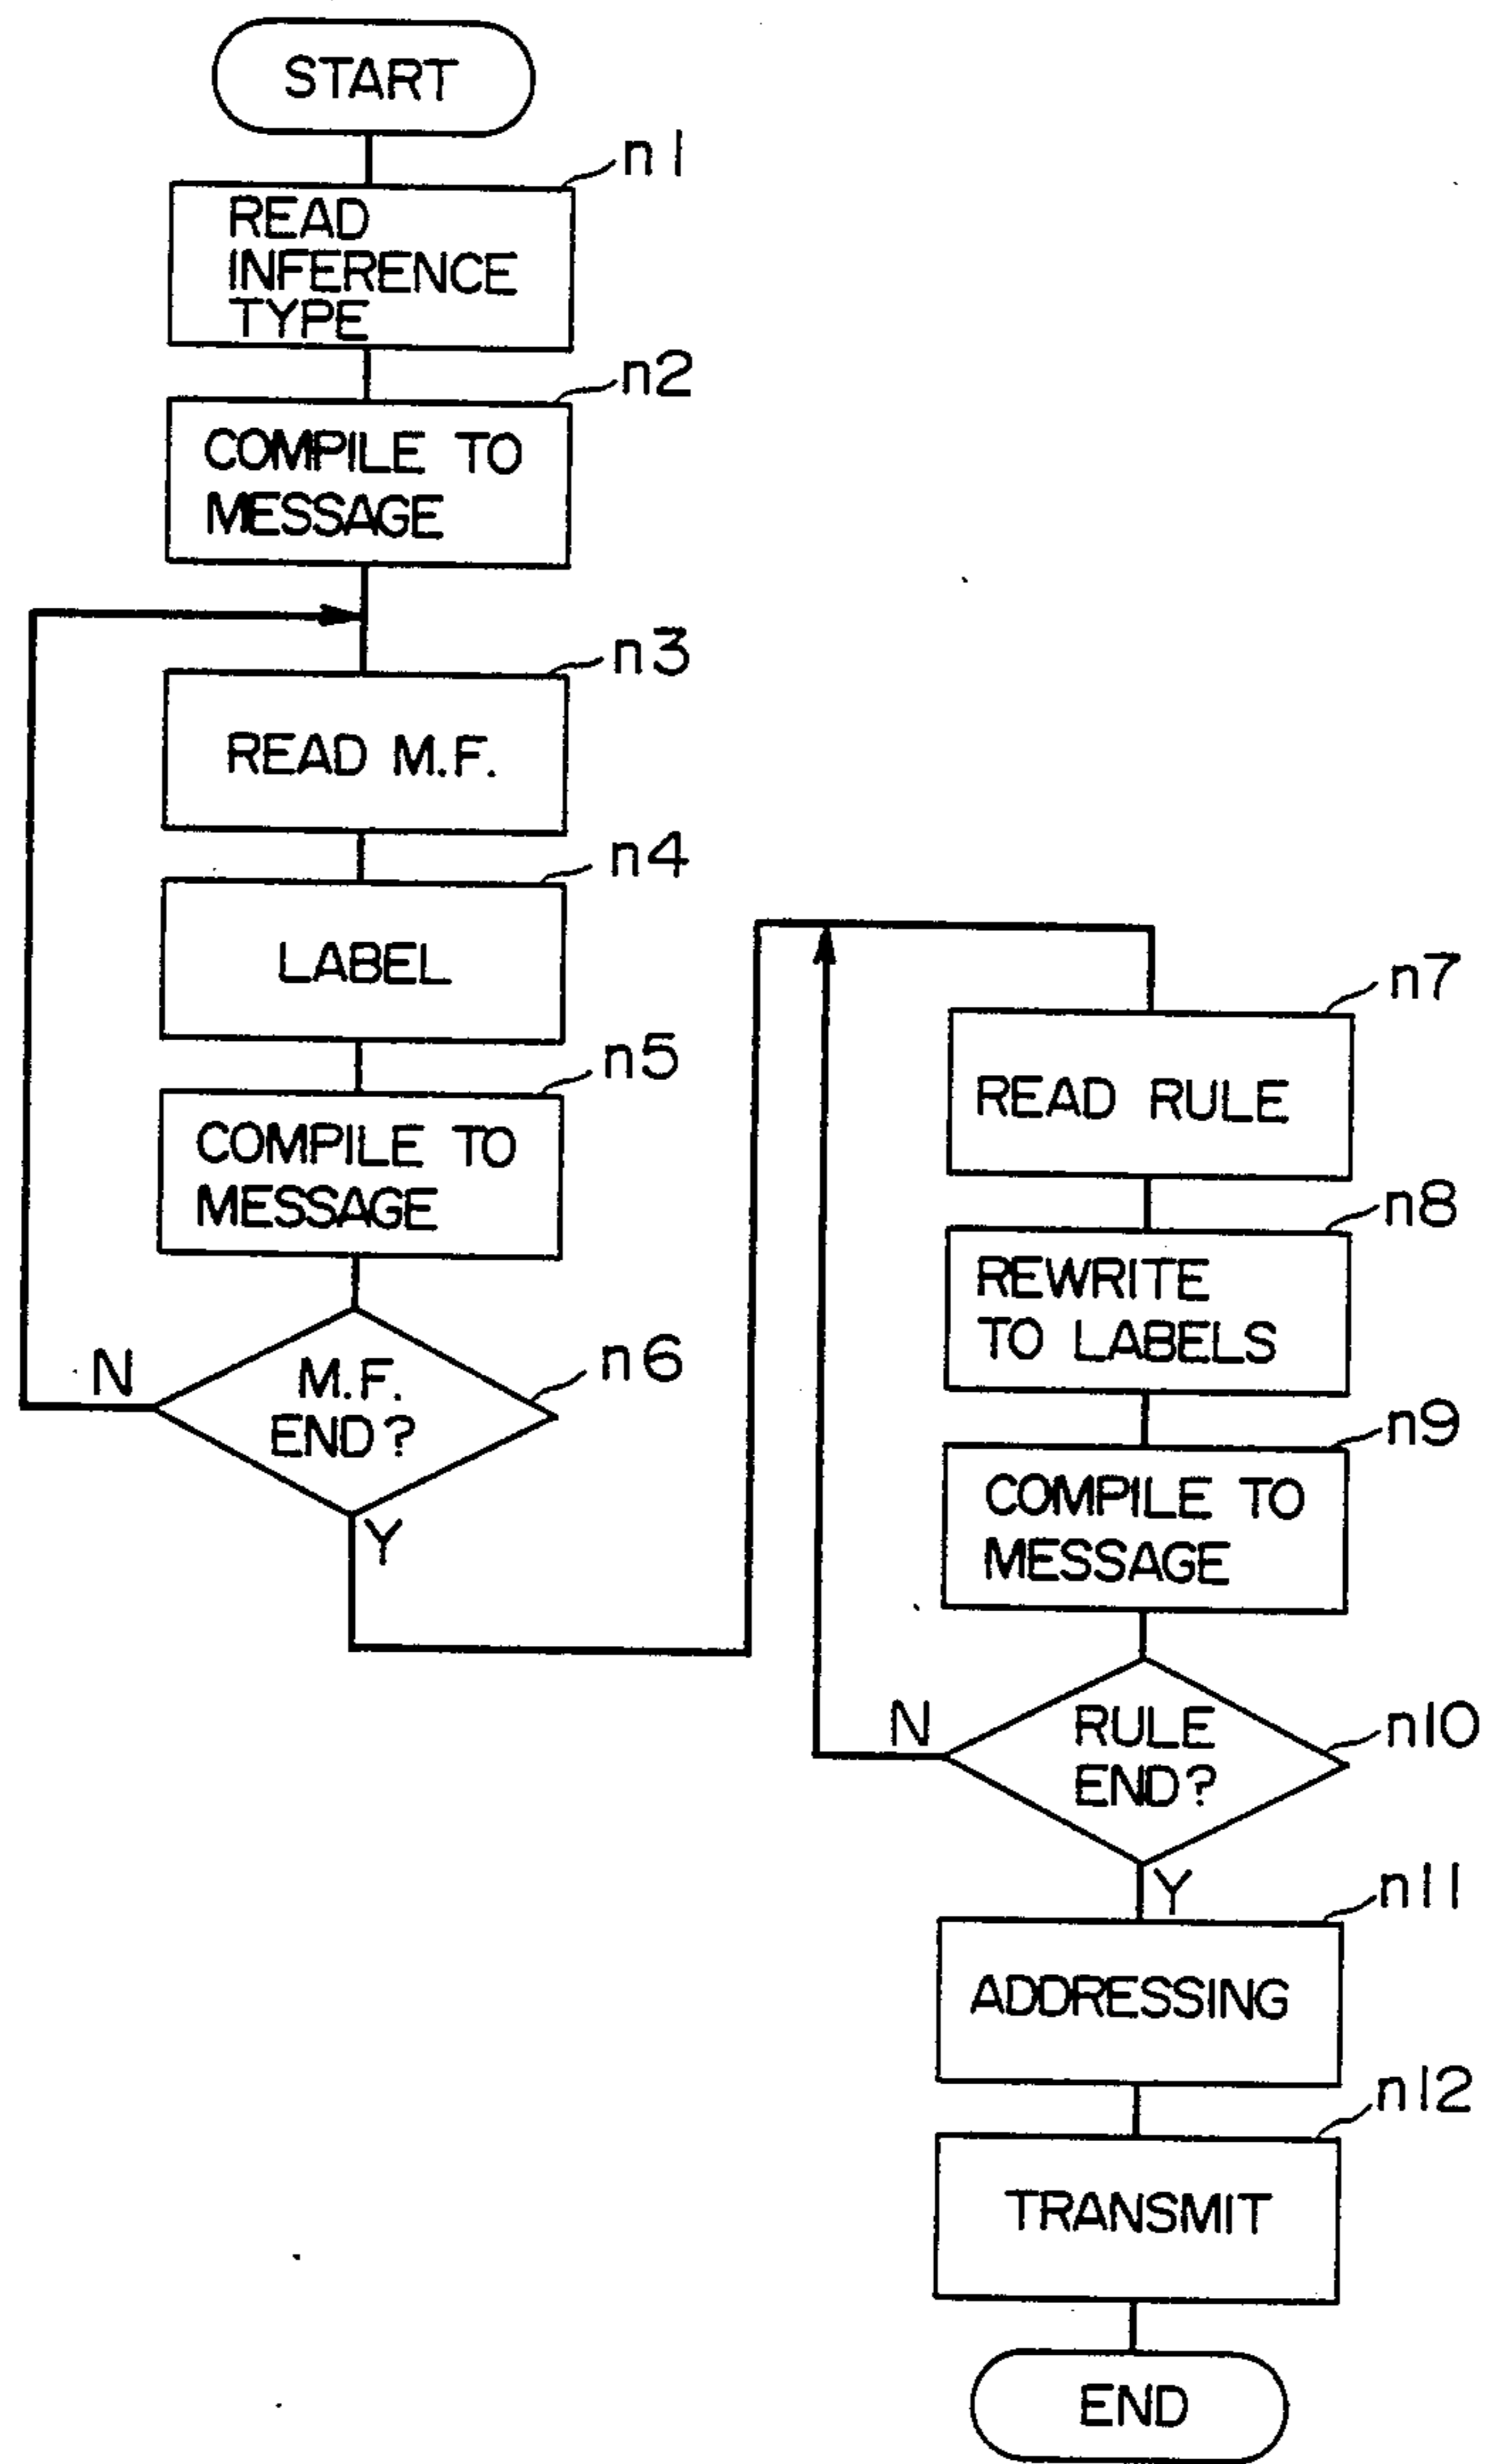 START
n1
READ
INFERENCE
TYPE
n2
COMPILE TO
MESSAGE
n3
READ M.F.
n4
LABEL
n5
COMPILE TO
MESSAGE
n6
M.F.
END?
N
Y
n7
READ RULE
n8
REWRITE
TO LABELS
n9
COMPILE TO
MESSAGE
n10
RULE
END?
N
Y
n11
ADDRESSING
n12
TRANSMIT
END